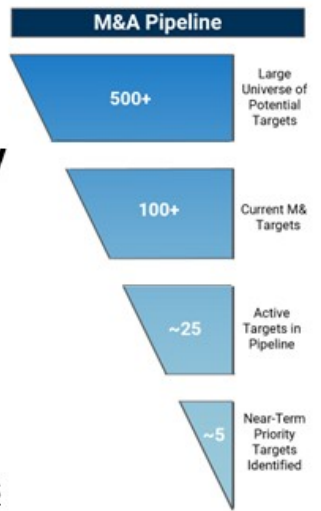 M&A Pipeline
500+
Large
Universe of
Potential
Targets
100+
Current M&
Targets
~25
Active
Targets in
Pipeline
~5
Near-Term
Priority
Targets
Identified